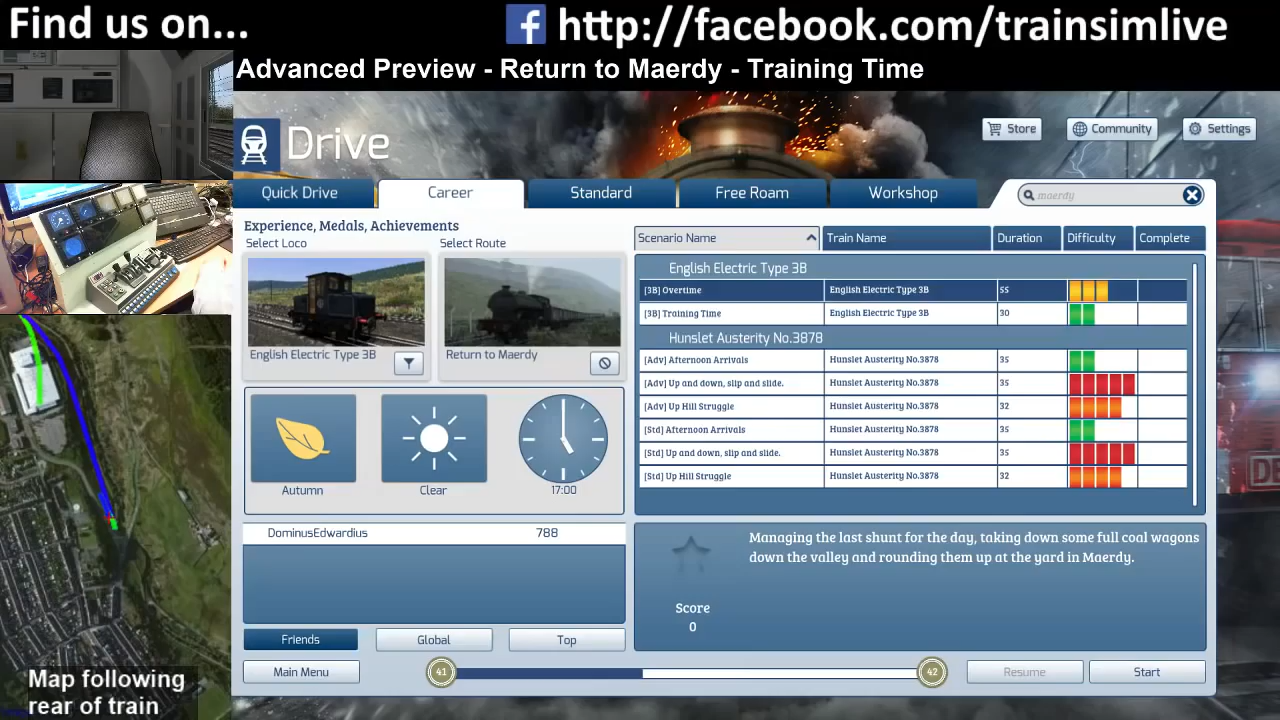 Find us on...
http://facebook.com/trainsimlive
Advanced Preview - Return to Maerdy - Training Time
Drive
Store
Community
Settings
Quick Drive
Career
Standard
Free Roam
Workshop
maerdy
Experience, Medals, Achievements
Select Loco
Select Route
English Electric Type 3B
Return to Maerdy
Autumn
Clear
17:00
DominusEdwardius 788
Friends
Global
Top
Scenario Name Train Name Duration Difficulty Complete
English Electric Type 3B
[3B] Overtime English Electric Type 3B 55
[3B] Training Time English Electric Type 3B 30
Hunslet Austerity No.3878
[Adv] Afternoon Arrivals Hunslet Austerity No.3878 35
[Adv] Up and down, slip and slide. Hunslet Austerity No.3878 35
[Adv] Up Hill Struggle Hunslet Austerity No.3878 32
[Std] Afternoon Arrivals Hunslet Austerity No.3878 35
[Std] Up and down, slip and slide. Hunslet Austerity No.3878 35
[Std] Up Hill Struggle Hunslet Austerity No.3878 32
Managing the last shunt for the day, taking down some full coal wagons
down the valley and rounding them up at the yard in Maerdy.
Score
0
Main Menu
41
42
Resume
Start
Map following
rear of train